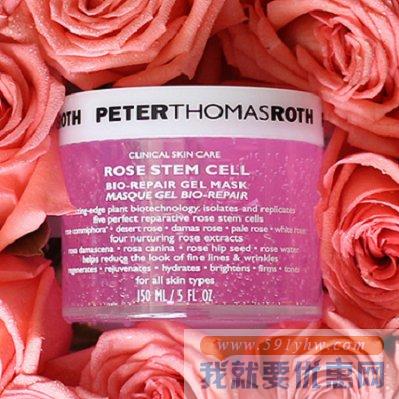 OTH PETERTHOMASROTH
CLINICAL SKIN CARE
ROSE STEM CELL
BIO-REPAIR GEL MASK
MASQUE GEL BIO-REPAIR
-edge plant biotechnology, isolates and replicates
five perfect reparative rose stem cells
commiphora • desert rose • damas rose • pale rose • white rose
four nurturing rose extracts
rosa damascena • rosa canina • rose hip seed • rose water
helps reduce the look of fine lines & wrinkles
regenerates • rejuvenates • hydrates • brightens • firms • tones
for all skin types
150 ML / 5 FL OZ
www.591yhw.com
我就要优惠网